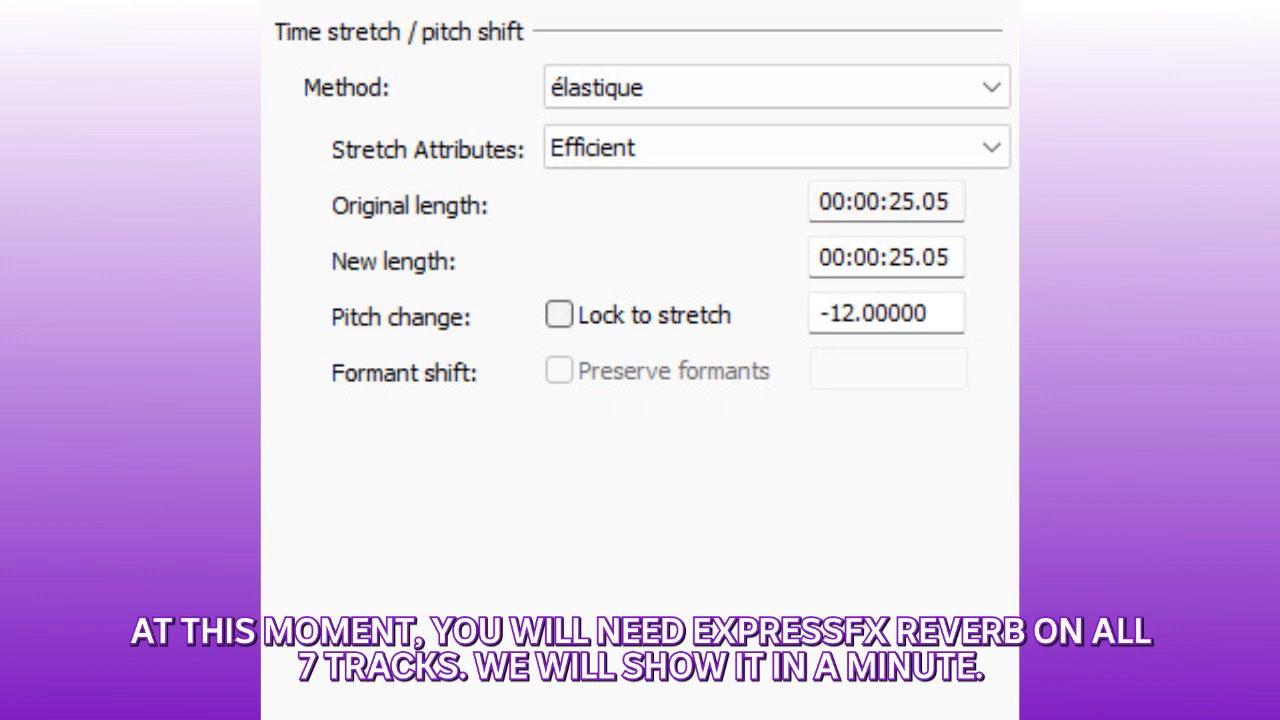 Time stretch / pitch shift
Method: élastique
Stretch Attributes: Efficient
Original length: 00:00:25.05
New length: 00:00:25.05
Pitch change: Lock to stretch -12.00000
Formant shift: Preserve formants
AT THIS MOMENT, YOU WILL NEED EXPRESSFX REVERB ON ALL
7 TRACKS. WE WILL SHOW IT IN A MINUTE.